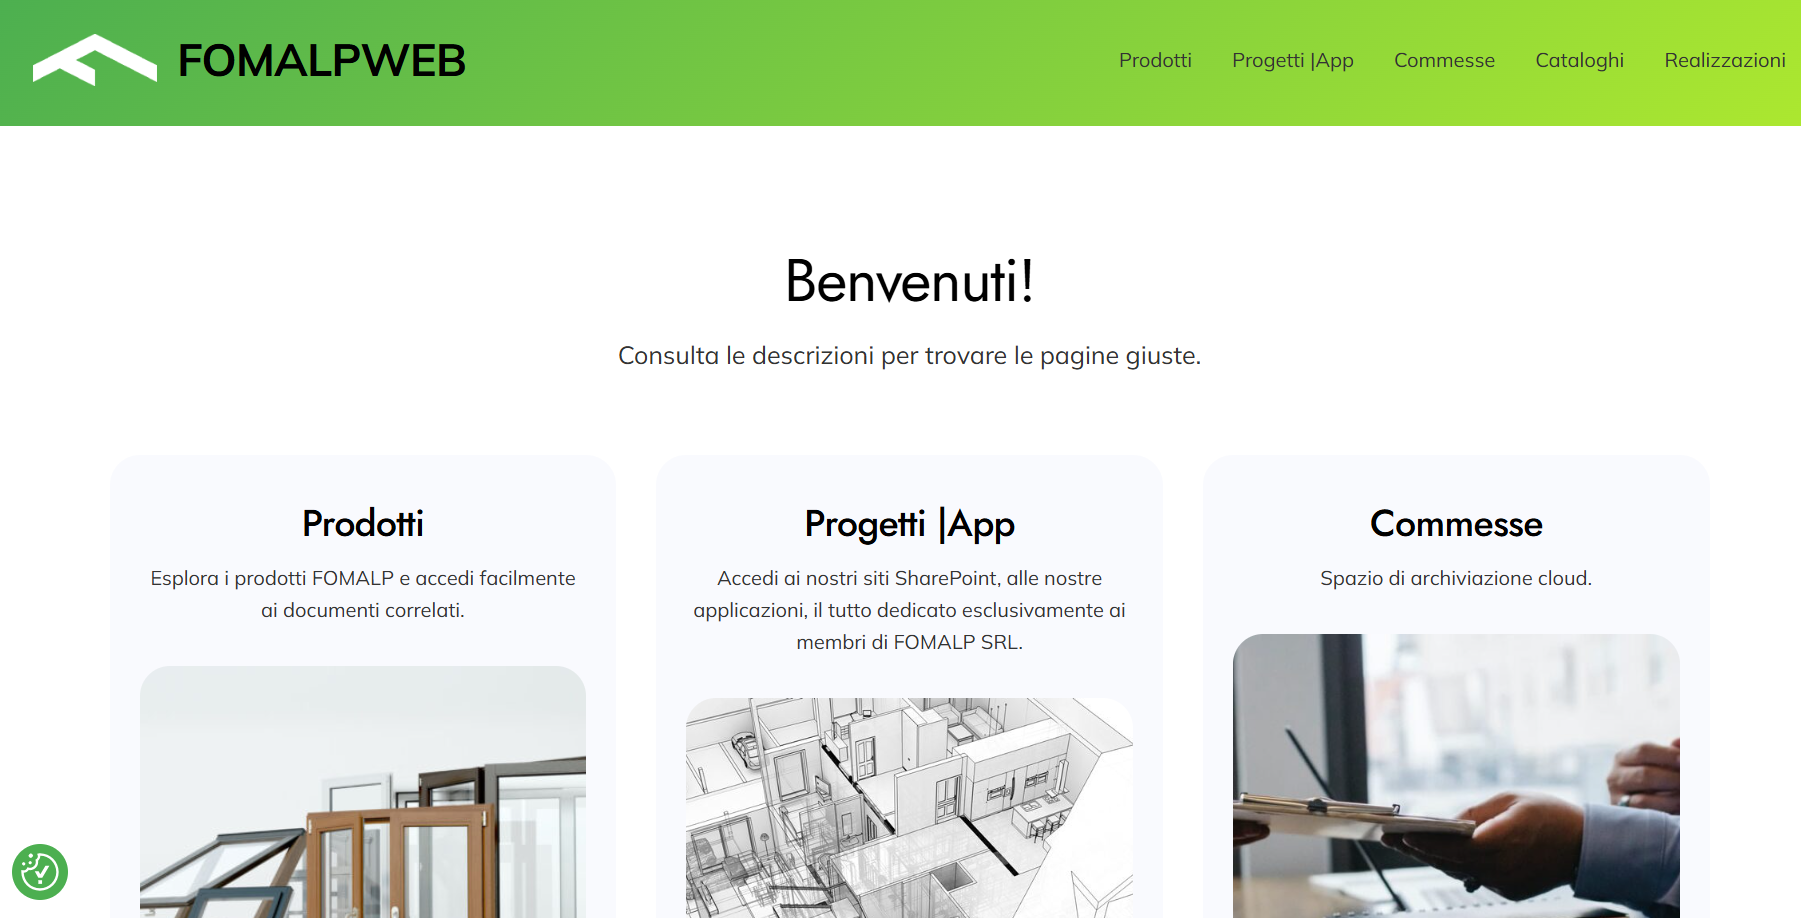 FOMALPWEB
Prodotti
Progetti |App
Commesse
Cataloghi
Realizzazioni
Benvenuti!
Consulta le descrizioni per trovare le pagine giuste.
Prodotti
Esplora i prodotti FOMALP e accedi facilmente
ai documenti correlati.
Progetti |App
Accedi ai nostri siti SharePoint, alle nostre
applicazioni, il tutto dedicato esclusivamente ai
membri di FOMALP SRL.
Commesse
Spazio di archiviazione cloud.